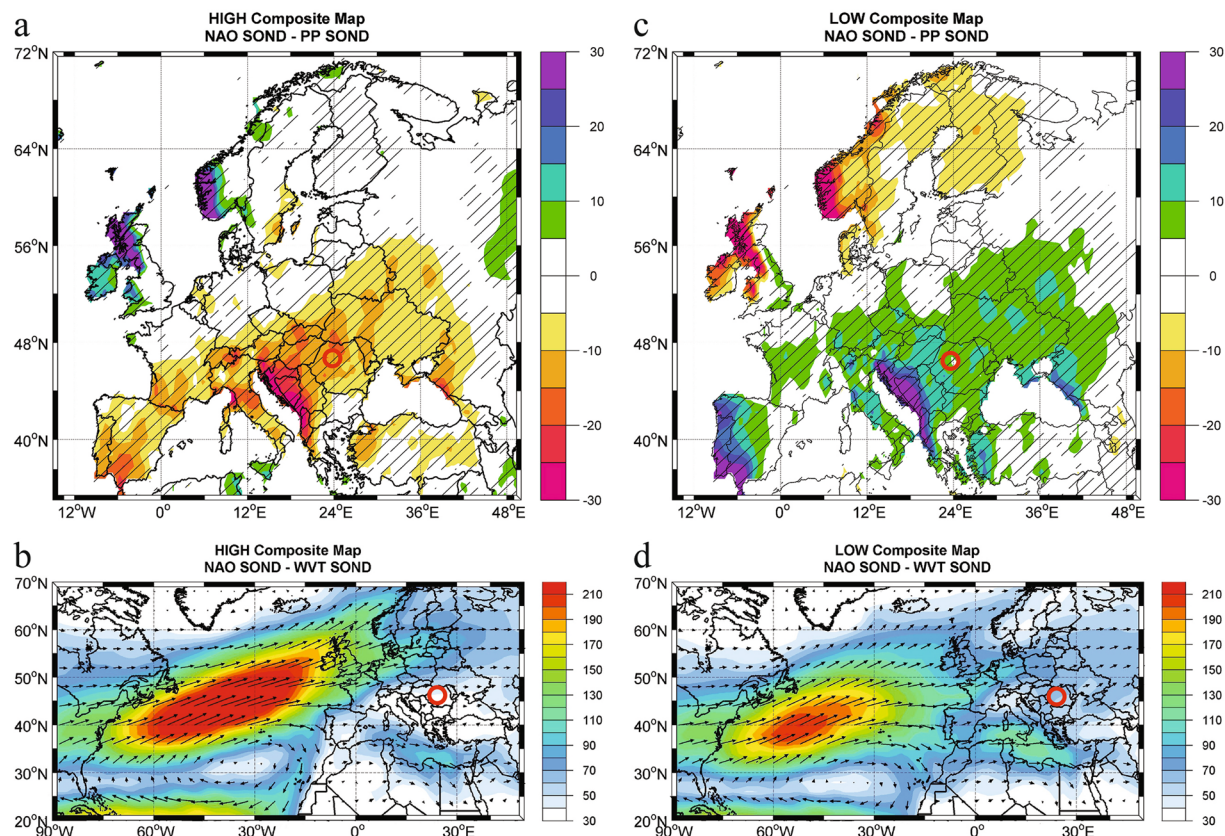 a
HIGH Composite Map
NAO SOND - PP SOND
72°N
64°N
56°N
48°N
40°N
12°W
0°
12°E
24°E
36°E
48°E
30
20
10
0
-10
-20
-30
c
LOW Composite Map
NAO SOND - PP SOND
72°N
64°N
56°N
48°N
40°N
12°W
0°
12°E
24°E
36°E
48°E
30
20
10
0
-10
-20
-30
b
HIGH Composite Map
NAO SOND - WVT SOND
70°N
60°N
50°N
40°N
30°N
20°N
90°W
60°W
30°W
0°
30°E
210
190
170
150
130
110
90
70
50
30
d
LOW Composite Map
NAO SOND - WVT SOND
70°N
60°N
50°N
40°N
30°N
20°N
90°W
60°W
30°W
0°
30°E
210
190
170
150
130
110
90
70
50
30